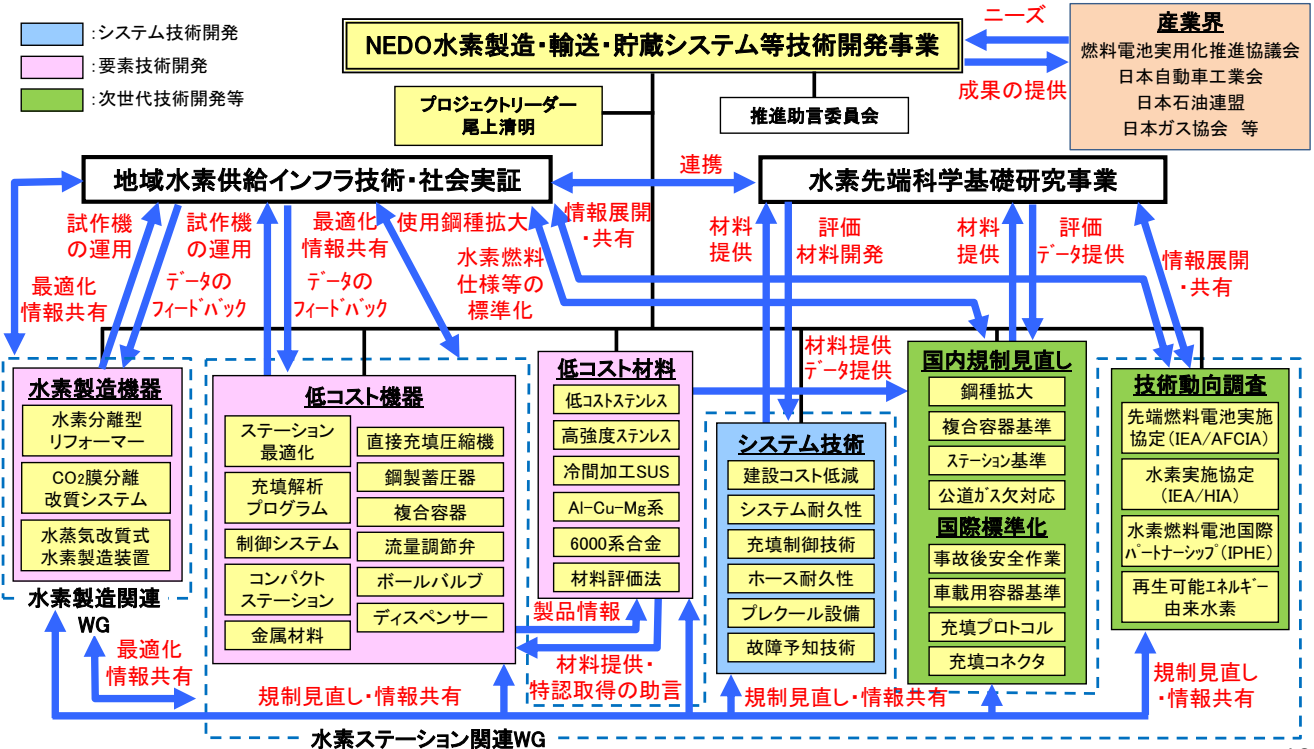 :システム技術開発
:要素技術開発
:次世代技術開発等
NEDO水素製造・輸送・貯蔵システム等技術開発事業
ニーズ
成果の提供
産業界
燃料電池実用化推進協議会
日本自動車工業会
日本石油連盟
日本ガス協会 等
プロジェクトリーダー
尾上清明
推進助言委員会
地域水素供給インフラ技術・社会実証
連携
水素先端科学基礎研究事業
最適化
情報共有
試作機
の運用
データの
フィードバック
試作機
の運用
最適化
情報共有
データの
フィードバック
使用鋼種拡大
水素燃料
仕様等の
標準化
情報展開
・共有
材料
提供
評価
材料開発
材料
提供
評価
データ提供
情報展開
・共有
材料提供
データ提供
水素製造機器
水素分離型
リフォーマー
CO₂膜分離
改質システム
水蒸気改質式
水素製造装置
水素製造関連
WG
低コスト機器
ステーション
最適化
充填解析
プログラム
制御システム
コンパクト
ステーション
金属材料
直接充填圧縮機
鋼製蓄圧器
複合容器
流量調節弁
ボールバルブ
ディスペンサー
低コスト材料
低コストステンレス
高強度ステンレス
冷間加工SUS
Al-Cu-Mg系
6000系合金
材料評価法
システム技術
建設コスト低減
システム耐久性
充填制御技術
ホース耐久性
プレクール設備
故障予知技術
国内規制見直し
鋼種拡大
複合容器基準
ステーション基準
公道ガス欠対応
国際標準化
事故後安全作業
車載用容器基準
充填プロトコル
充填コネクタ
技術動向調査
先端燃料電池実施
協定(IEA/AFCIA)
水素実施協定
(IEA/HIA)
水素燃料電池国際
パートナーシップ(IPHE)
再生可能エネルギー
由来水素
製品情報
材料提供・
特認取得の助言
最適化
情報共有
規制見直し・情報共有
規制見直し・情報共有
規制見直し
・情報共有
水素ステーション関連WG